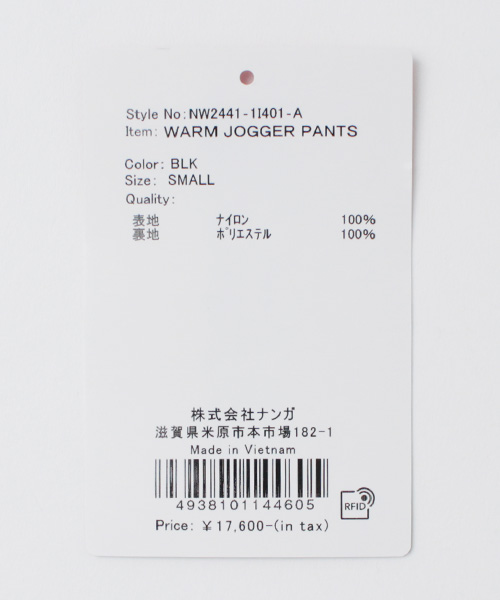 Style No:NW2441-1I401-A
Item: WARM JOGGER PANTS
Color: BLK
Size: SMALL
Quality:
表地 ﾅｲﾛﾝ 100%
裏地 ﾎﾟﾘｴｽﾃﾙ 100%
株式会社ナンガ
滋賀県米原市本市場182-1
Made in Vietnam
4938101144605
RFID
Price: ￥17,600-(in tax)